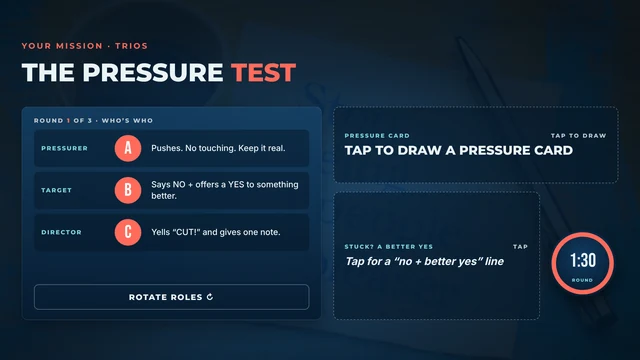 YOUR MISSION · TRIOS
THE PRESSURE TEST
ROUND 1 OF 3 · WHO'S WHO
PRESSURER
A
Pushes. No touching. Keep it real.
TARGET
B
Says NO + offers a YES to something
better.
DIRECTOR
C
Yells “CUT!” and gives one note.
ROTATE ROLES ↻
PRESSURE CARD
TAP TO DRAW
TAP TO DRAW A PRESSURE CARD
STUCK? A BETTER YES
TAP
Tap for a “no + better yes” line
1:30
ROUND